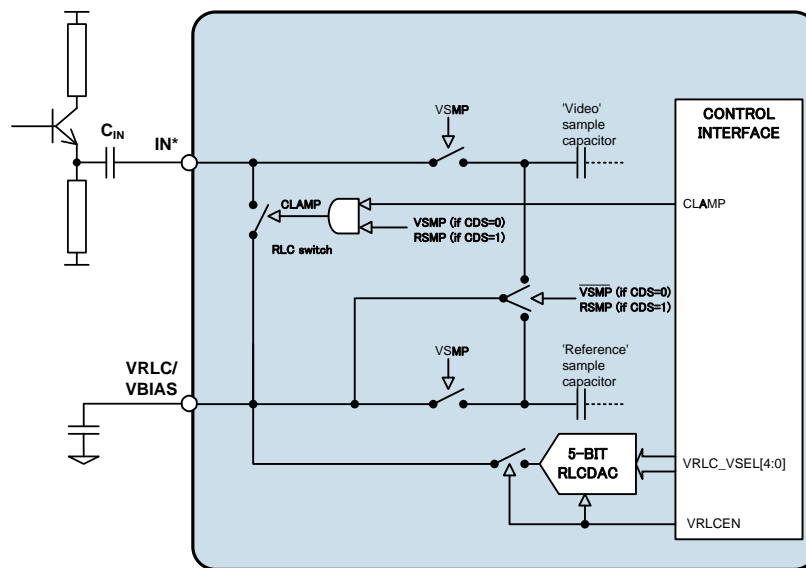 C_IN
IN*
VSMP
'Video'
sample
capacitor
CONTROL
INTERFACE
CLAMP
CLAMP
VSMP (if CDS=0)
RSMP (if CDS=1)
RLC switch
V̅S̅M̅P̅ (if CDS=0)
RSMP (if CDS=1)
VRLC/
VBIAS
VSMP
'Reference'
sample
capacitor
5-BIT
RLCDAC
VRLC_VSEL[4:0]
VRLCEN